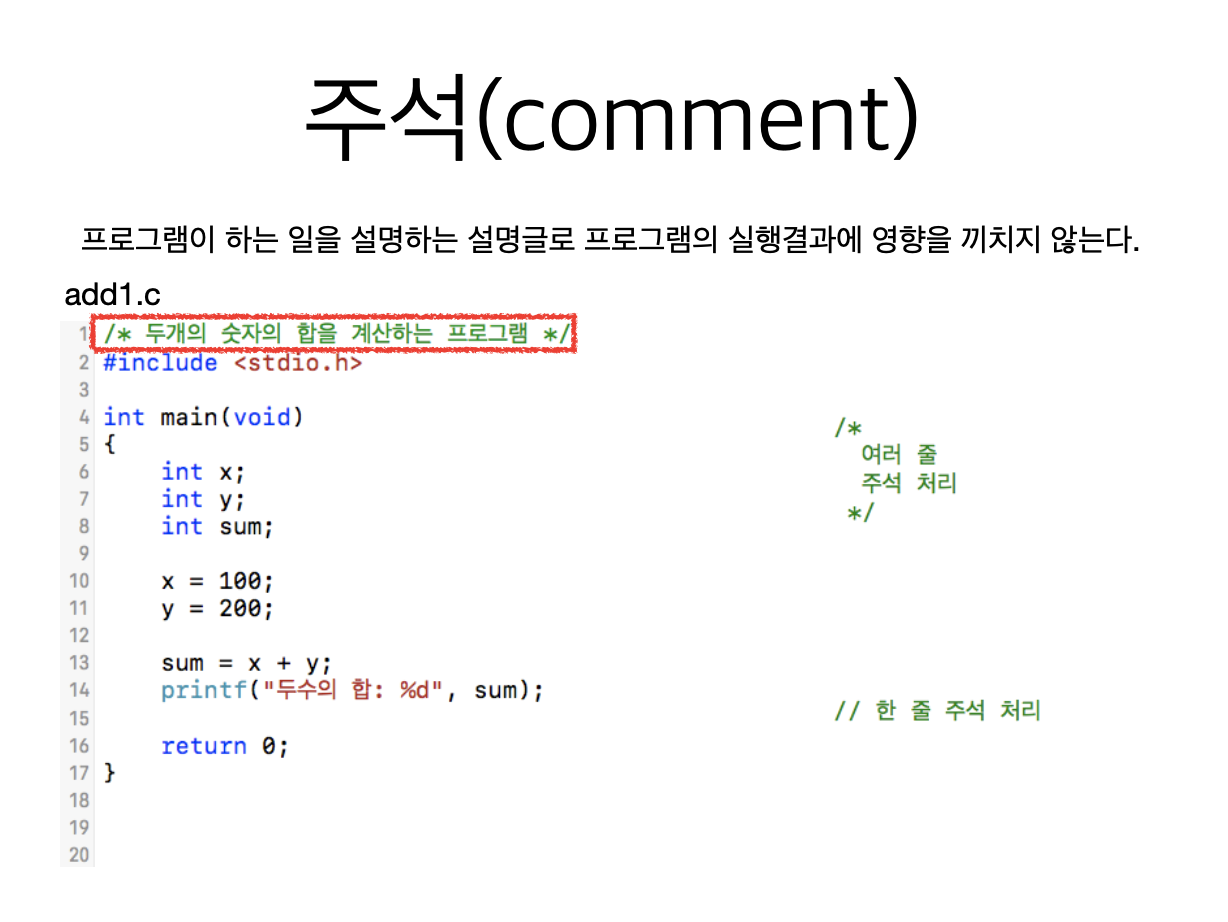 주석(comment)
프로그램이 하는 일을 설명하는 설명글로 프로그램의 실행결과에 영향을 끼치지 않는다.
add1.c
1 /* 두개의 숫자의 합을 계산하는 프로그램 */
2 #include <stdio.h>
3
4 int main(void)
5 {
6     int x;
7     int y;
8     int sum;
9
10     x = 100;
11     y = 200;
12
13     sum = x + y;
14     printf("두수의 합: %d", sum);
15
16     return 0;
17 }
18
19
20
/*
여러 줄
주석 처리
*/
// 한 줄 주석 처리